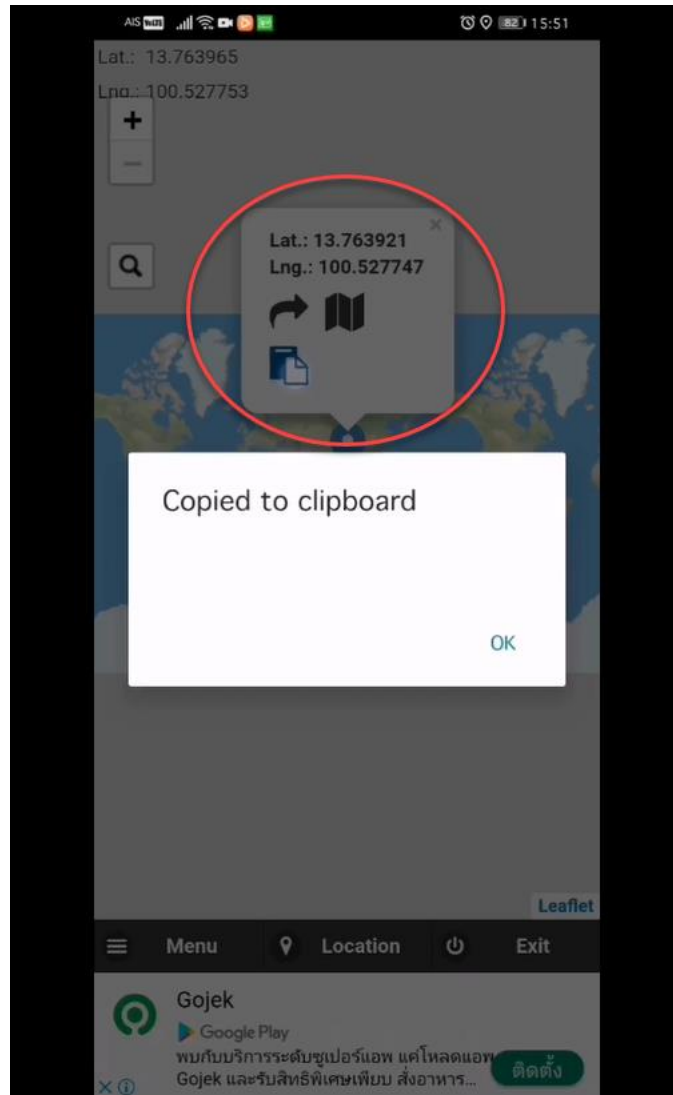 AIS WiFi 82 15:51
Lat.: 13.763965
Lng.: 100.527753
+
−
×
Lat.: 13.763921
Lng.: 100.527747
Copied to clipboard
OK
Leaflet
Menu Location Exit
Gojek
Google Play
พบกับบริการระดับซูเปอร์แอพ แค่โหลดแอพ
Gojek และรับสิทธิพิเศษเพียบ สั่งอาหาร...
ติดตั้ง